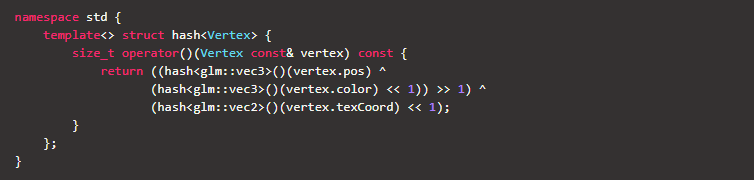 namespace std {
    template<> struct hash<Vertex> {
        size_t operator()(Vertex const& vertex) const {
            return ((hash<glm::vec3>()(vertex.pos) ^
                   (hash<glm::vec3>()(vertex.color) << 1)) >> 1) ^
                   (hash<glm::vec2>()(vertex.texCoord) << 1);
        }
    };
}